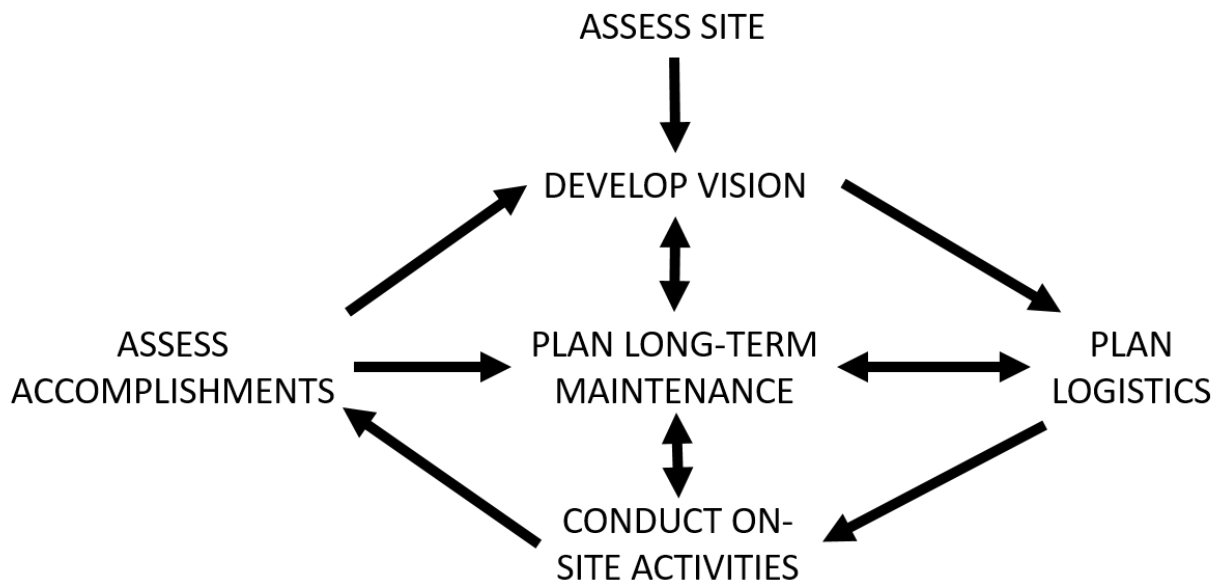 ASSESS SITE
DEVELOP VISION
ASSESS
ACCOMPLISHMENTS
PLAN LONG-TERM
MAINTENANCE
PLAN
LOGISTICS
CONDUCT ON-
SITE ACTIVITIES